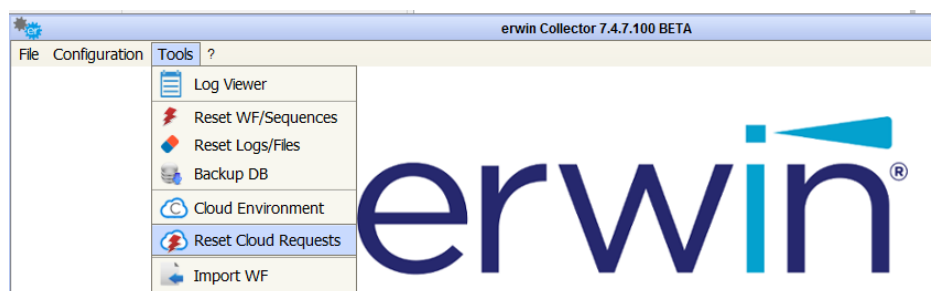 erwin Collector 7.4.7.100 BETA
File Configuration Tools ?
Log Viewer
Reset WF/Sequences
Reset Logs/Files
Backup DB
Cloud Environment
Reset Cloud Requests
Import WF
erwin®